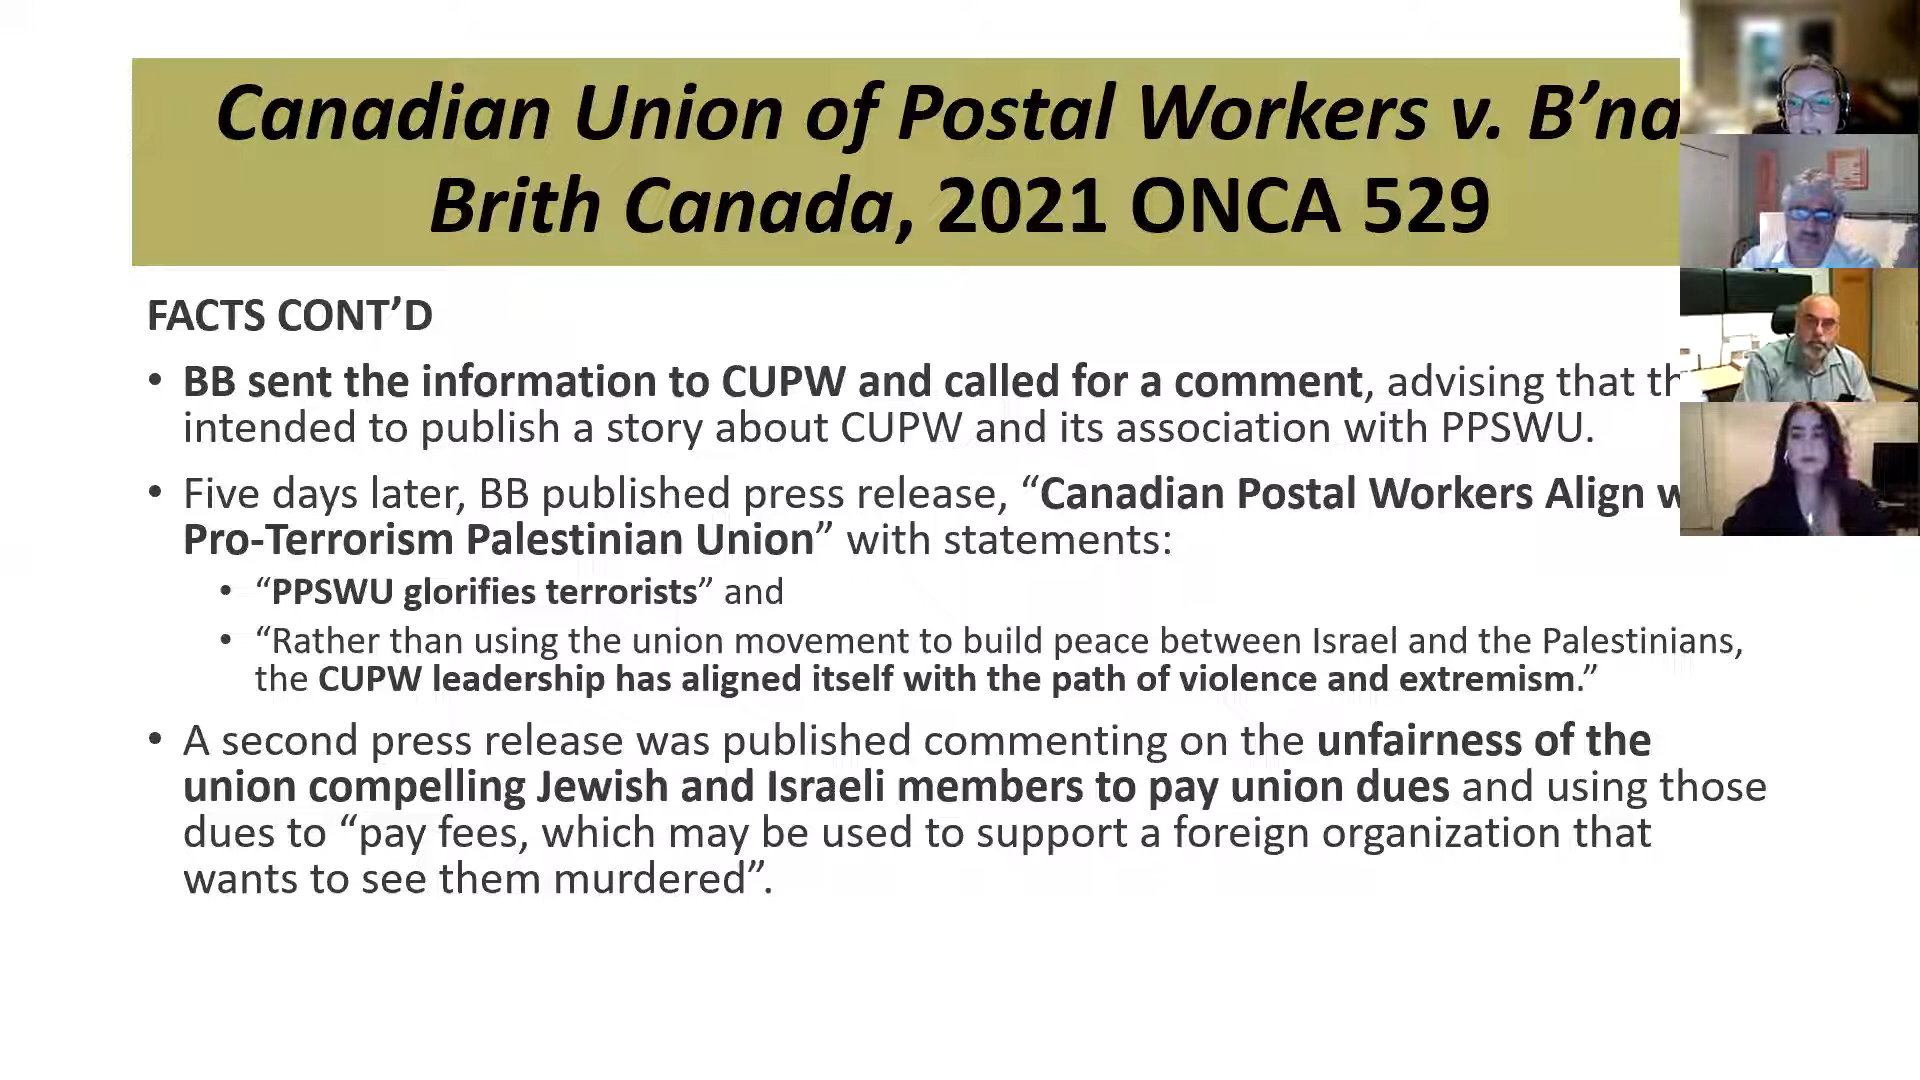 Canadian Union of Postal Workers v. B’na
Brith Canada, 2021 ONCA 529
FACTS CONT’D
• BB sent the information to CUPW and called for a comment, advising that th
intended to publish a story about CUPW and its association with PPSWU.
• Five days later, BB published press release, “Canadian Postal Workers Align w
Pro-Terrorism Palestinian Union” with statements:
• “PPSWU glorifies terrorists” and
• “Rather than using the union movement to build peace between Israel and the Palestinians,
the CUPW leadership has aligned itself with the path of violence and extremism.”
• A second press release was published commenting on the unfairness of the
union compelling Jewish and Israeli members to pay union dues and using those
dues to “pay fees, which may be used to support a foreign organization that
wants to see them murdered”.